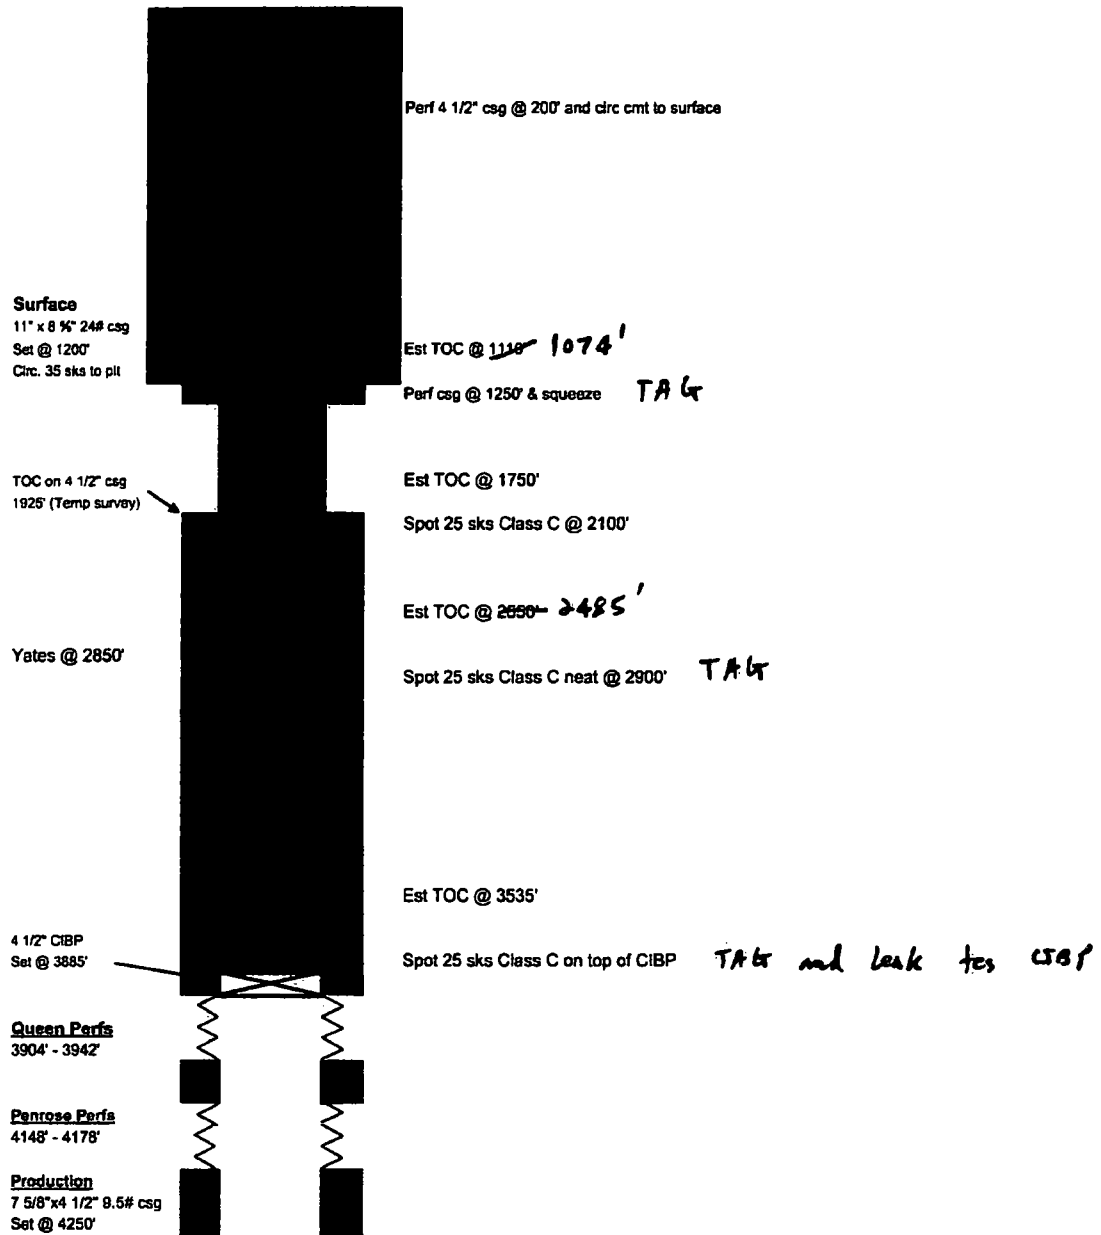 Perf 4 1/2" csg @ 200' and circ cmt to surface
Surface
11" x 8 ⅝" 24# csg
Set @ 1200'
Circ. 35 sks to pit
Est TOC @ 1110' 1074'
Perf csg @ 1250' & squeeze TAG
TOC on 4 1/2" csg
1925' (Temp survey)
Est TOC @ 1750'
Spot 25 sks Class C @ 2100'
Est TOC @ 2550' 2485'
Yates @ 2850'
Spot 25 sks Class C neat @ 2900' TAG
Est TOC @ 3535'
4 1/2" CIBP
Set @ 3885'
Spot 25 sks Class C on top of CIBP TAG and leak tes CIBP
Queen Perfs
3904' - 3942'
Penrose Perfs
4148' - 4178'
Production
7 5/8"x4 1/2" 9.5# csg
Set @ 4250'